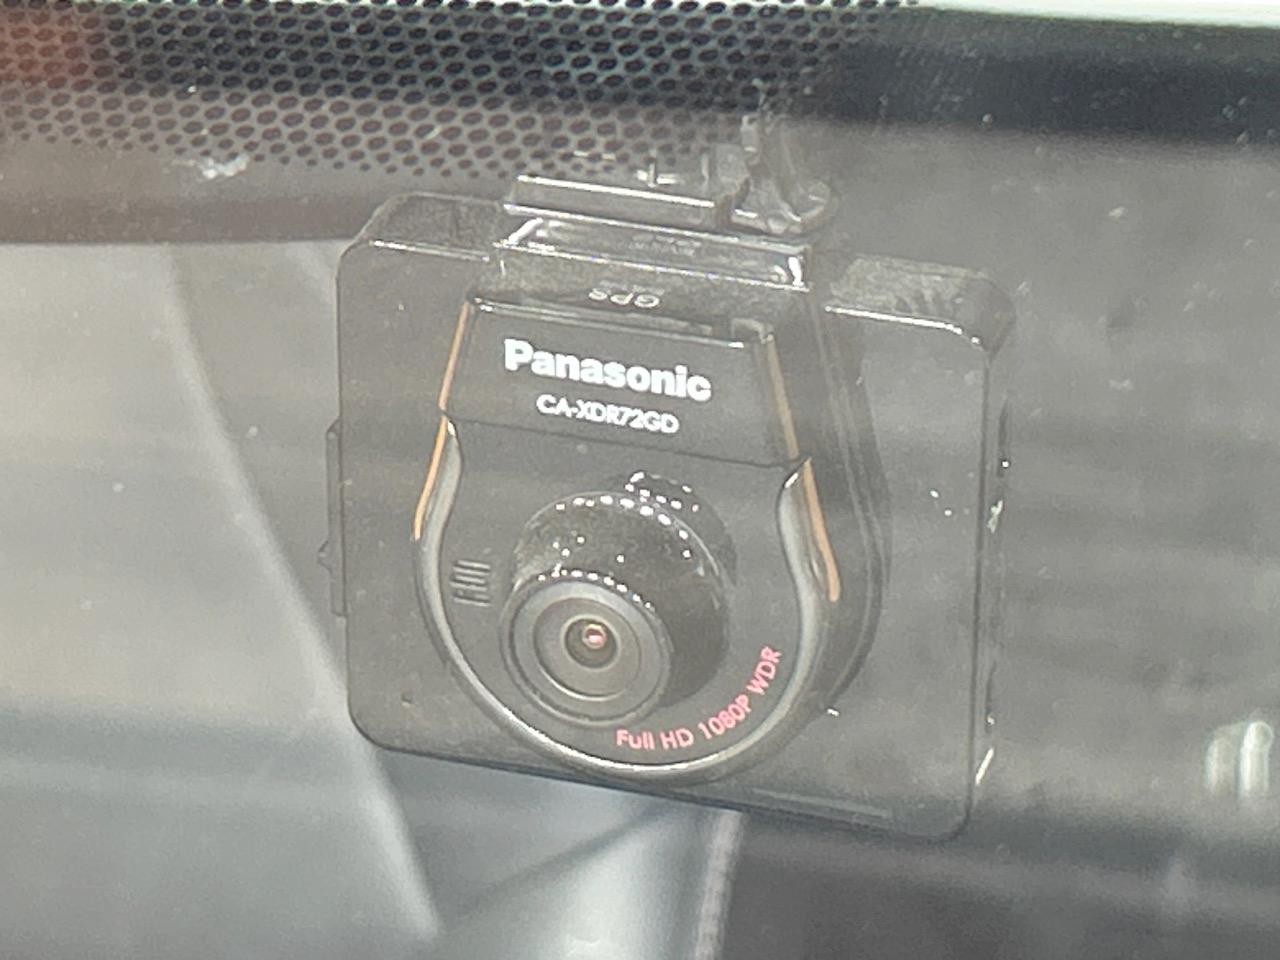 GPS
Panasonic
CA-XDR72GD
Full HD 1080P WDR